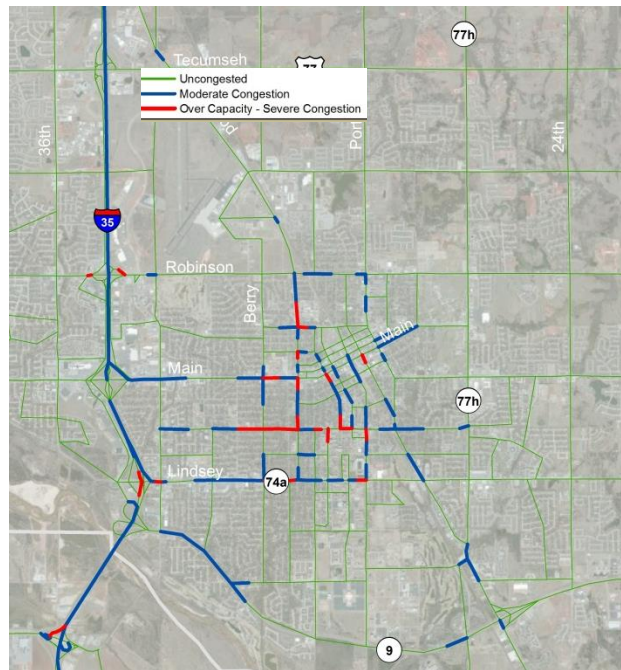 Tecumseh
77h
77
Uncongested
Moderate Congestion
Over Capacity - Severe Congestion
36th
Port
24th
35
Robinson
Berry
Main
Main
77h
Lindsey
74a
9